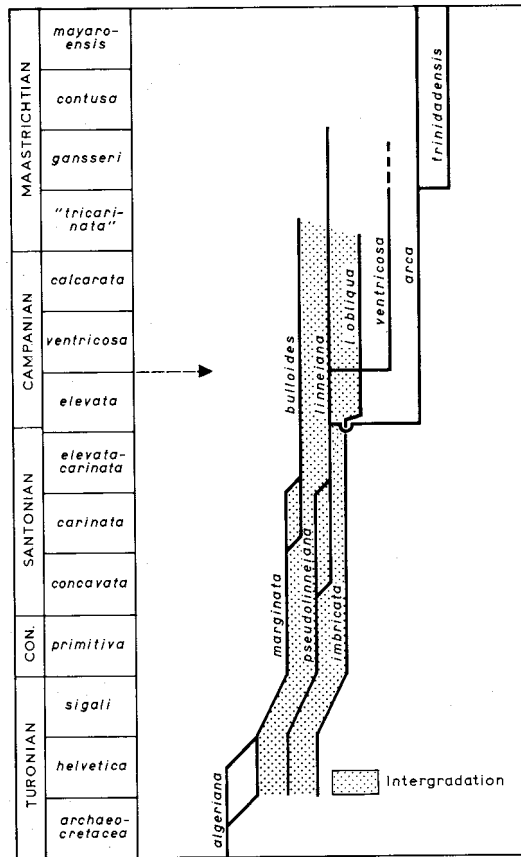 MAASTRICHTIAN
mayaro-
ensis
contusa
gansseri
"tricari-
nata"
CAMPANIAN
calcarata
ventricosa
elevata
SANTONIAN
elevata-
carinata
carinata
concavata
CON.
primitiva
TURONIAN
sigali
helvetica
archaeo-
cretacea
algeriana
marginata
pseudolinneiana
imbricata
bulloides
linneiana
l.obliqua
ventricosa
arca
trinidadensis
Intergradation